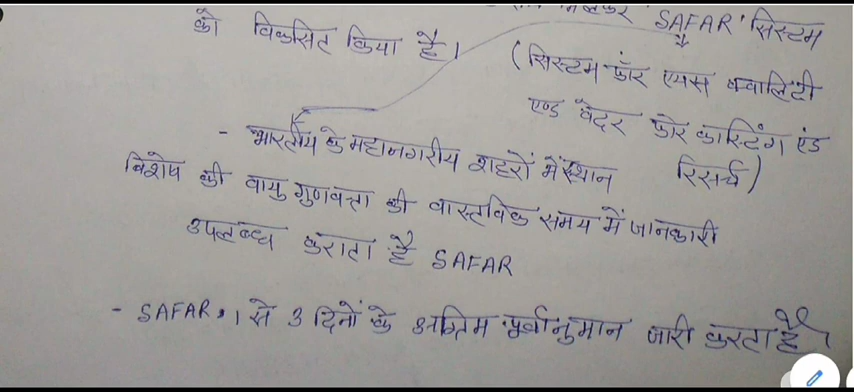 मिलकर 'SAFAR' सिस्टम
को विकसित किया है।
(सिस्टम फॉर एयर क्वालिटी
एण्ड वेदर फोर कास्टिंग एंड
रिसर्च)
- भारतीय के महानगरीय शहरों में स्थान
विशेष की वायु गुणवत्ता की वास्तविक समय में जानकारी
उपलब्ध कराता है SAFAR
- SAFAR, 1 से 3 दिनों के अग्रिम पूर्वानुमान जारी करता है।